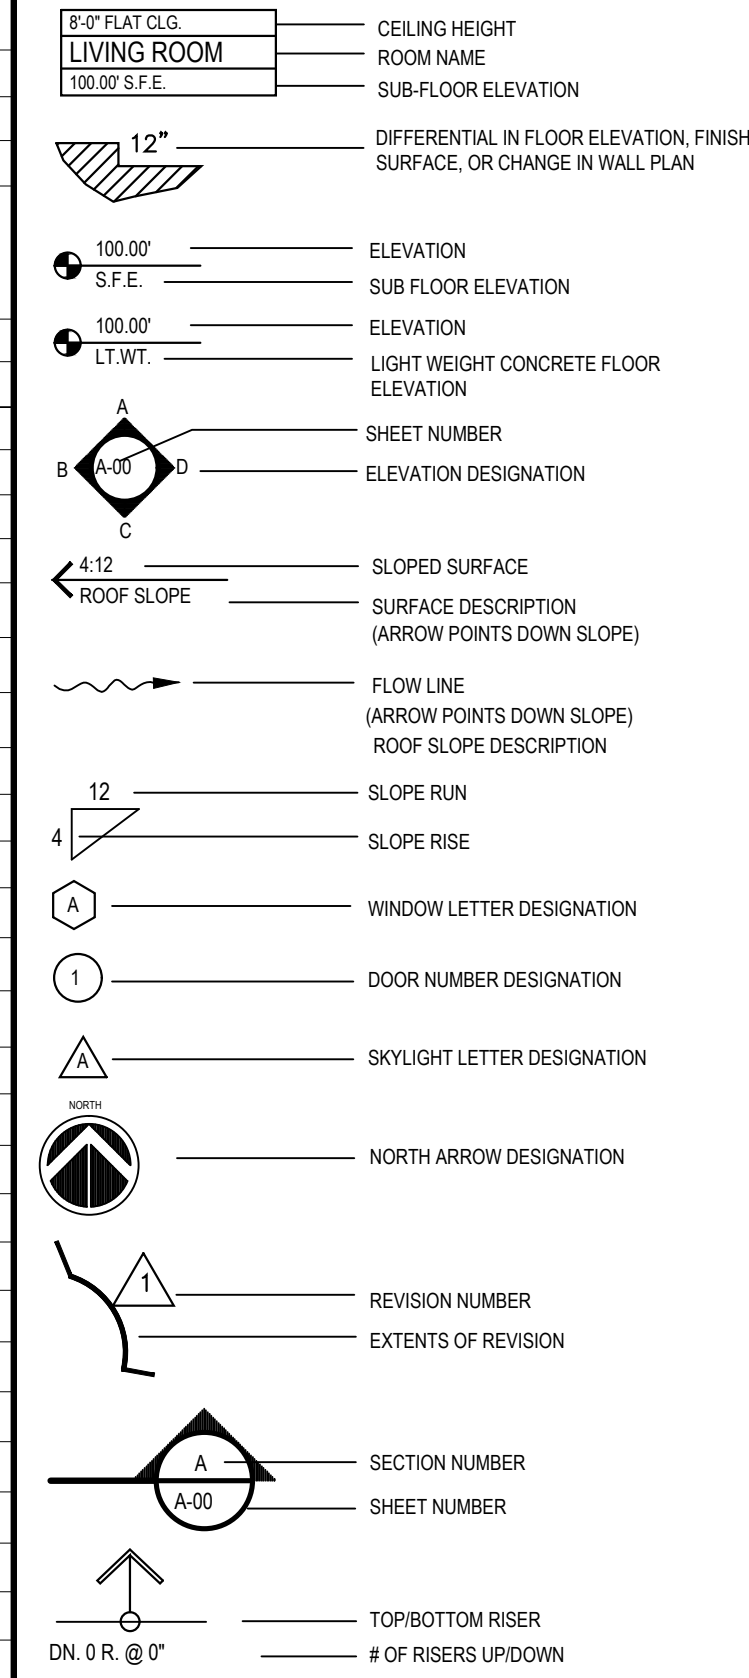 8'-0" FLAT CLG.
CEILING HEIGHT
LIVING ROOM
ROOM NAME
100.00' S.F.E.
SUB-FLOOR ELEVATION
12"
DIFFERENTIAL IN FLOOR ELEVATION, FINISH
SURFACE, OR CHANGE IN WALL PLAN
100.00'
ELEVATION
S.F.E.
SUB FLOOR ELEVATION
100.00'
ELEVATION
LT.WT.
LIGHT WEIGHT CONCRETE FLOOR
ELEVATION
A
SHEET NUMBER
B
A-00
D
ELEVATION DESIGNATION
C
4:12
SLOPED SURFACE
ROOF SLOPE
SURFACE DESCRIPTION
(ARROW POINTS DOWN SLOPE)
FLOW LINE
(ARROW POINTS DOWN SLOPE)
ROOF SLOPE DESCRIPTION
12
SLOPE RUN
4
SLOPE RISE
A
WINDOW LETTER DESIGNATION
1
DOOR NUMBER DESIGNATION
A
SKYLIGHT LETTER DESIGNATION
NORTH
NORTH ARROW DESIGNATION
1
REVISION NUMBER
EXTENTS OF REVISION
A
SECTION NUMBER
A-00
SHEET NUMBER
TOP/BOTTOM RISER
DN. 0 R. @ 0"
# OF RISERS UP/DOWN